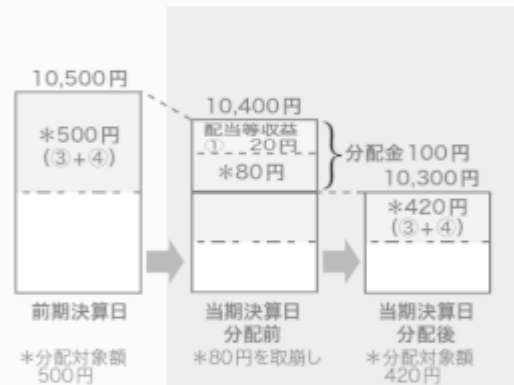 10,500円
＊500円
(③+④)
前期決算日
＊分配対象額
500円
10,400円
配当等収益
① 20円
＊80円
分配金100円
当期決算日
分配前
＊80円を取崩し
10,300円
＊420円
(③+④)
当期決算日
分配後
＊分配対象額
420円